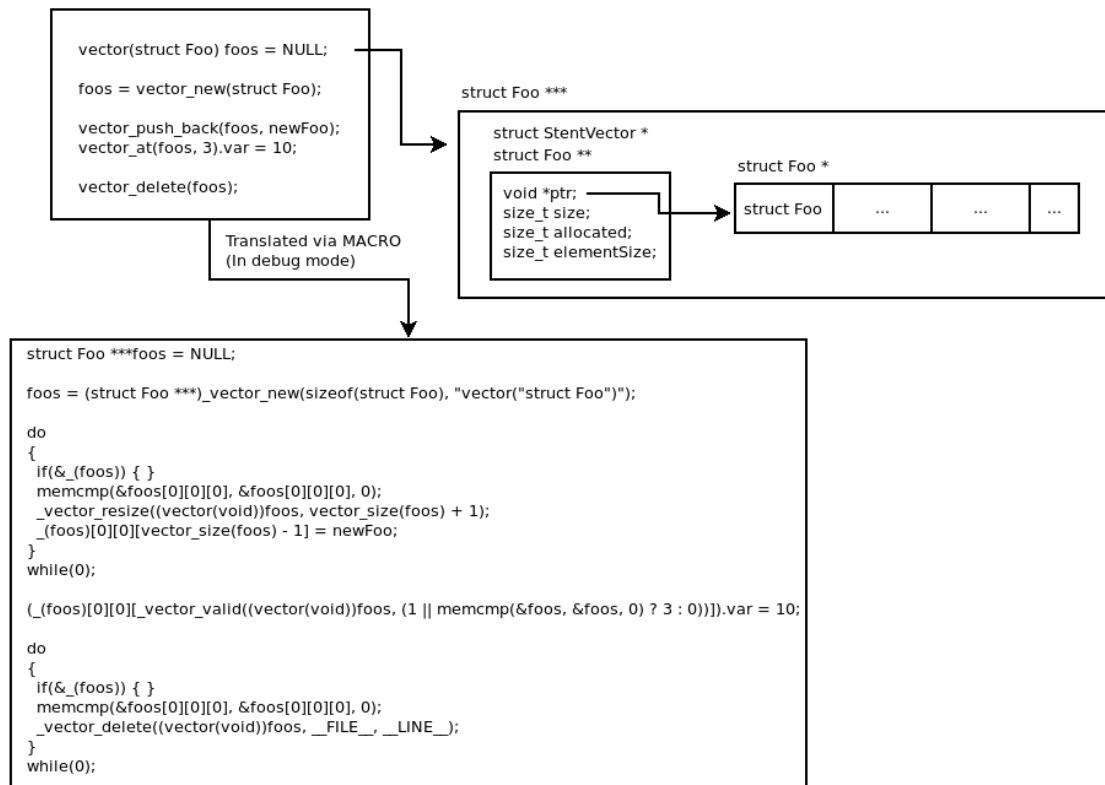 vector(struct Foo) foos = NULL;
foos = vector_new(struct Foo);
vector_push_back(foos, newFoo);
vector_at(foos, 3).var = 10;
vector_delete(foos);
struct Foo ***
struct StentVector *
struct Foo **
void *ptr;
size_t size;
size_t allocated;
size_t elementSize;
struct Foo *
struct Foo
...
...
...
Translated via MACRO
(In debug mode)
struct Foo ***foos = NULL;
foos = (struct Foo ***)_vector_new(sizeof(struct Foo), "vector("struct Foo")");
do
{
if(&_(foos)) { }
memcmp(&foos[0][0][0], &foos[0][0][0], 0);
_vector_resize((vector(void))foos, vector_size(foos) + 1);
_(foos)[0][0][vector_size(foos) - 1] = newFoo;
}
while(0);
(_(foos)[0][0][_vector_valid((vector(void))foos, (1 || memcmp(&foos, &foos, 0) ? 3 : 0))]).var = 10;
do
{
if(&_(foos)) { }
memcmp(&foos[0][0][0], &foos[0][0][0], 0);
_vector_delete((vector(void))foos, __FILE__, __LINE__);
}
while(0);